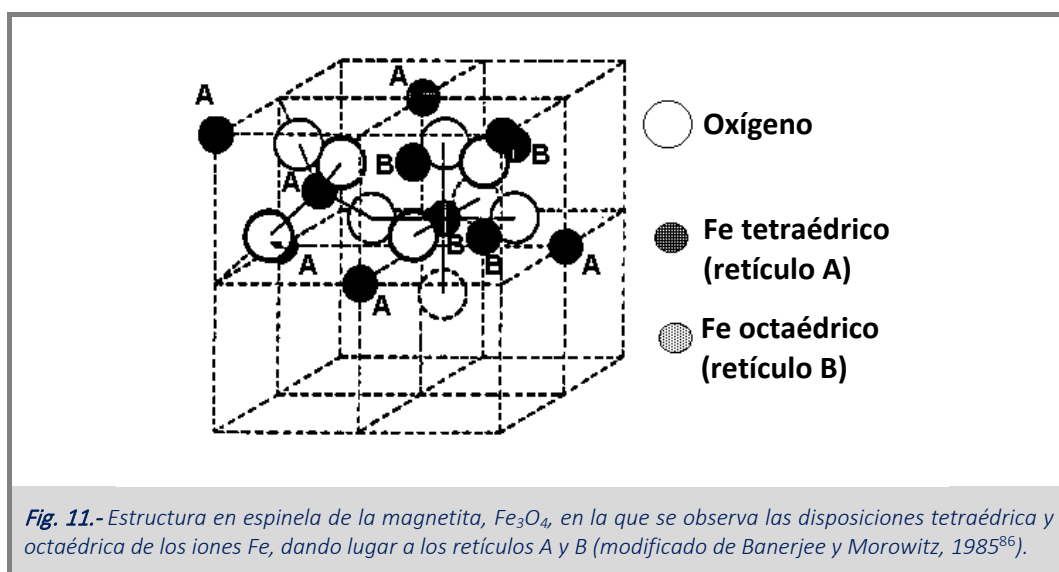 A
A
Oxígeno
B
B
A
Fe tetraédrico
(retículo A)
B
B
A
A
A
Fe octaédrico
(retículo B)
Fig. 11.- Estructura en espinela de la magnetita, Fe₃O₄, en la que se observa las disposiciones tetraédrica y
octaédrica de los iones Fe, dando lugar a los retículos A y B (modificado de Banerjee y Morowitz, 1985⁸⁶).